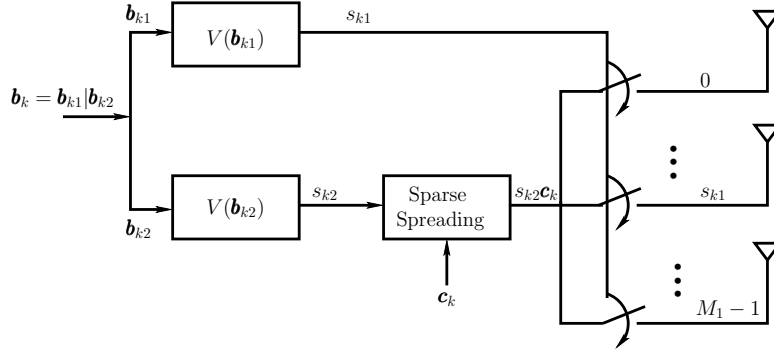 b_{k1}
V(b_{k1})
s_{k1}
b_k = b_{k1}|b_{k2}
0
V(b_{k2})
s_{k2}
Sparse
Spreading
s_{k2}c_k
s_{k1}
b_{k2}
c_k
M_1 − 1